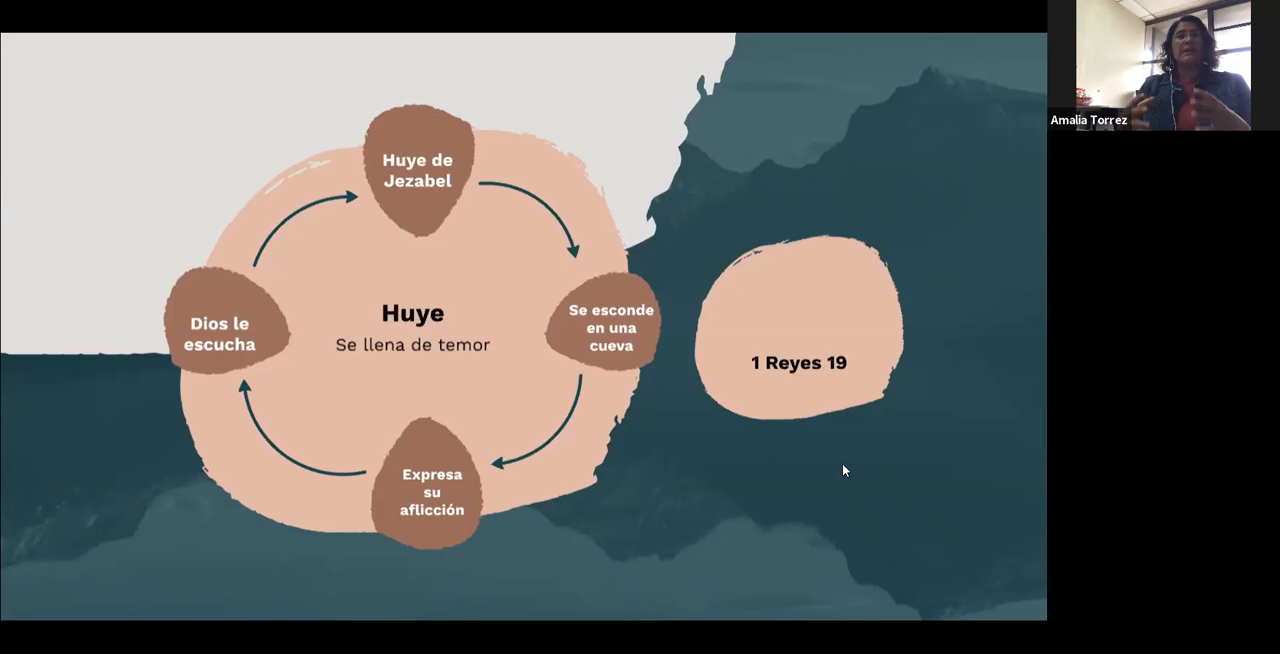 Huye de
Jezabel
Se esconde
en una
cueva
Expresa
su
aflicción
Dios le
escucha
Huye
Se llena de temor
1 Reyes 19
Amalia Torrez